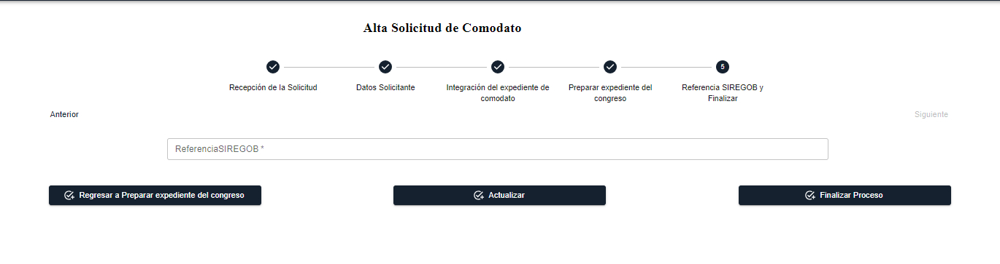 Alta Solicitud de Comodato
5
Recepción de la Solicitud
Datos Solicitante
Integración del expediente de
comodato
Preparar expediente del
congreso
Referencia SIREGOB y
Finalizar
Anterior
Siguiente
ReferenciaSIREGOB *
Regresar a Preparar expediente del congreso
Actualizar
Finalizar Proceso